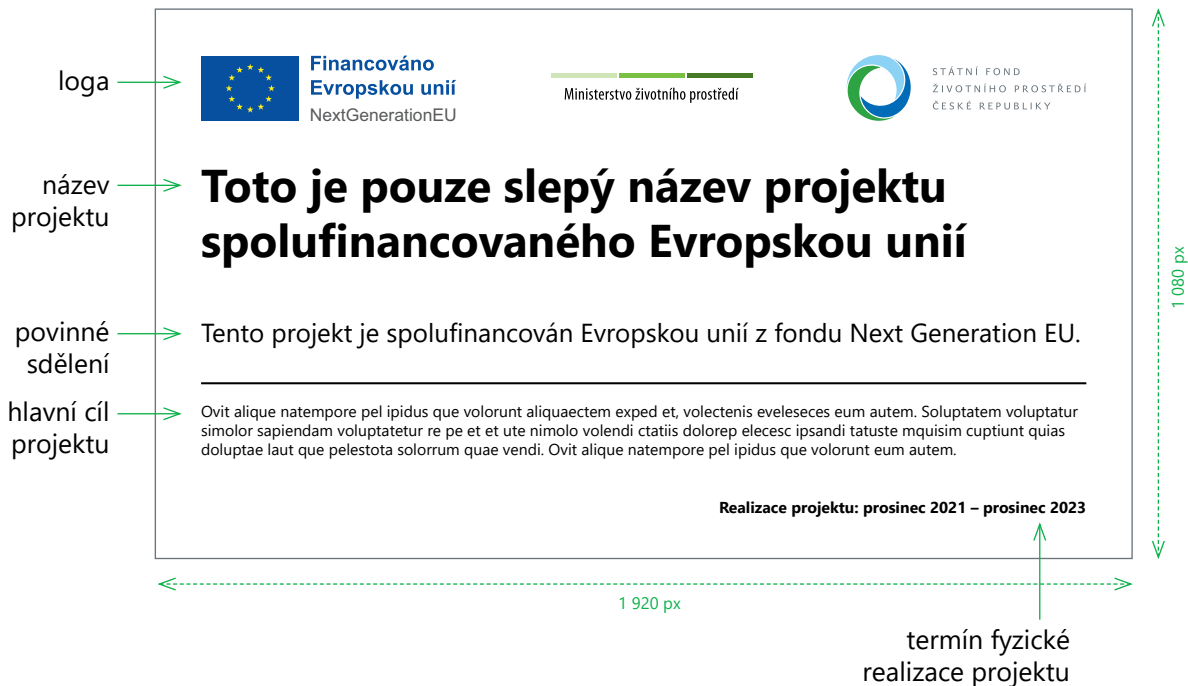 loga
Financováno
Evropskou unií
NextGenerationEU
Ministerstvo životního prostředí
STÁTNÍ FOND
ŽIVOTNÍHO PROSTŘEDÍ
ČESKÉ REPUBLIKY
název
projektu
Toto je pouze slepý název projektu
spolufinancovaného Evropskou unií
povinné
sdělení
Tento projekt je spolufinancován Evropskou unií z fondu Next Generation EU.
hlavní cíl
projektu
Ovit alique natempore pel ipidus que volorunt aliquaectem exped et, volectenis eveleseces eum autem. Soluptatem voluptatur
simolor sapiendam voluptatetur re pe et et ute nimolo volendi ctatiis dolorep elecesc ipsandi tatuste mquisim cuptiunt quias
doluptae laut que pelestota solorrum quae vendi. Ovit alique natempore pel ipidus que volorunt eum autem.
Realizace projektu: prosinec 2021 – prosinec 2023
1 080 px
1 920 px
termín fyzické
realizace projektu